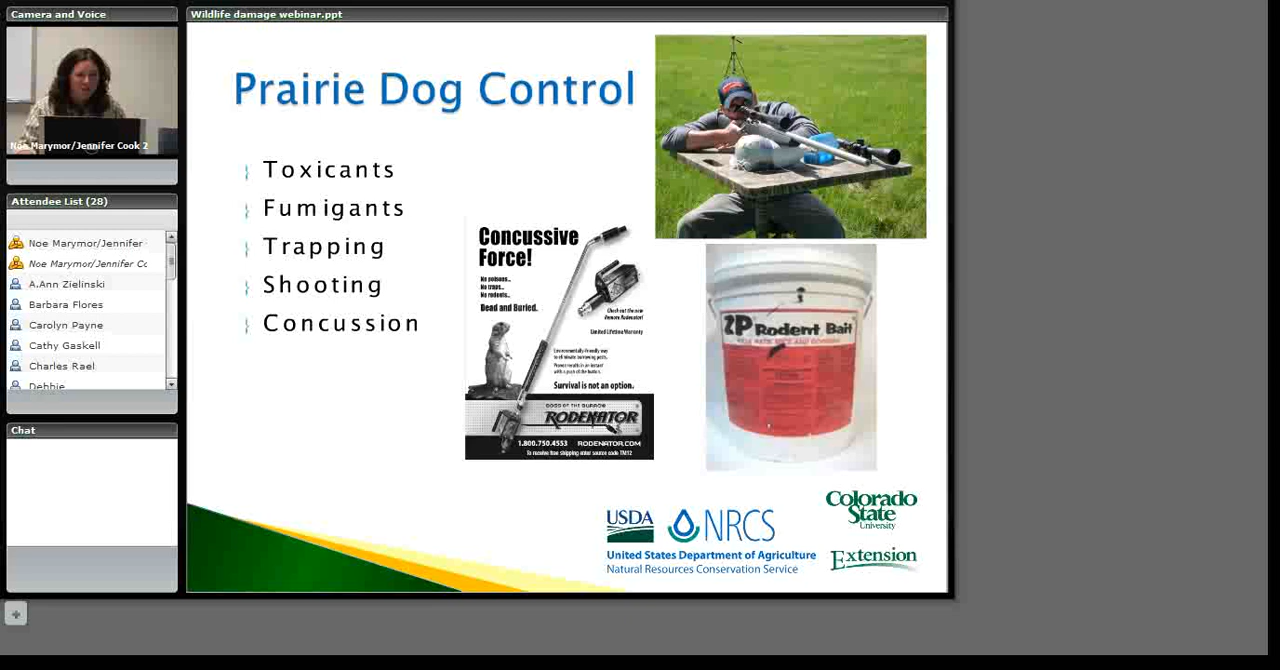 Camera and Voice
Noe Marymor/Jennifer Cook 2
Attendee List (28)
Noe Marymor/Jennifer
Noe Marymor/Jennifer Cc
A.Ann Zielinski
Barbara Flores
Carolyn Payne
Cathy Gaskell
Charles Rael
Debbie
Chat
Wildlife damage webinar.ppt
Prairie Dog Control
Toxicants
Fumigants
Trapping
Shooting
Concussion
Concussive
Force!
No poisons...
No traps...
No rodents...
Dead and Buried.
Check out the new
Remote Rodenator!
Limited Lifetime Warranty
Environmentally-friendly way
to eliminate burrowing pests.
Proven results in an instant
with a push of the button.
Survival is not an option.
BOSS OF THE BURROW
RODENATOR
1.800.750.4553 RODENATOR.COM
To receive free shipping enter source code TM12
ZP Rodent Bait
USDA
NRCS
United States Department of Agriculture
Natural Resources Conservation Service
Colorado
State
University
Extension